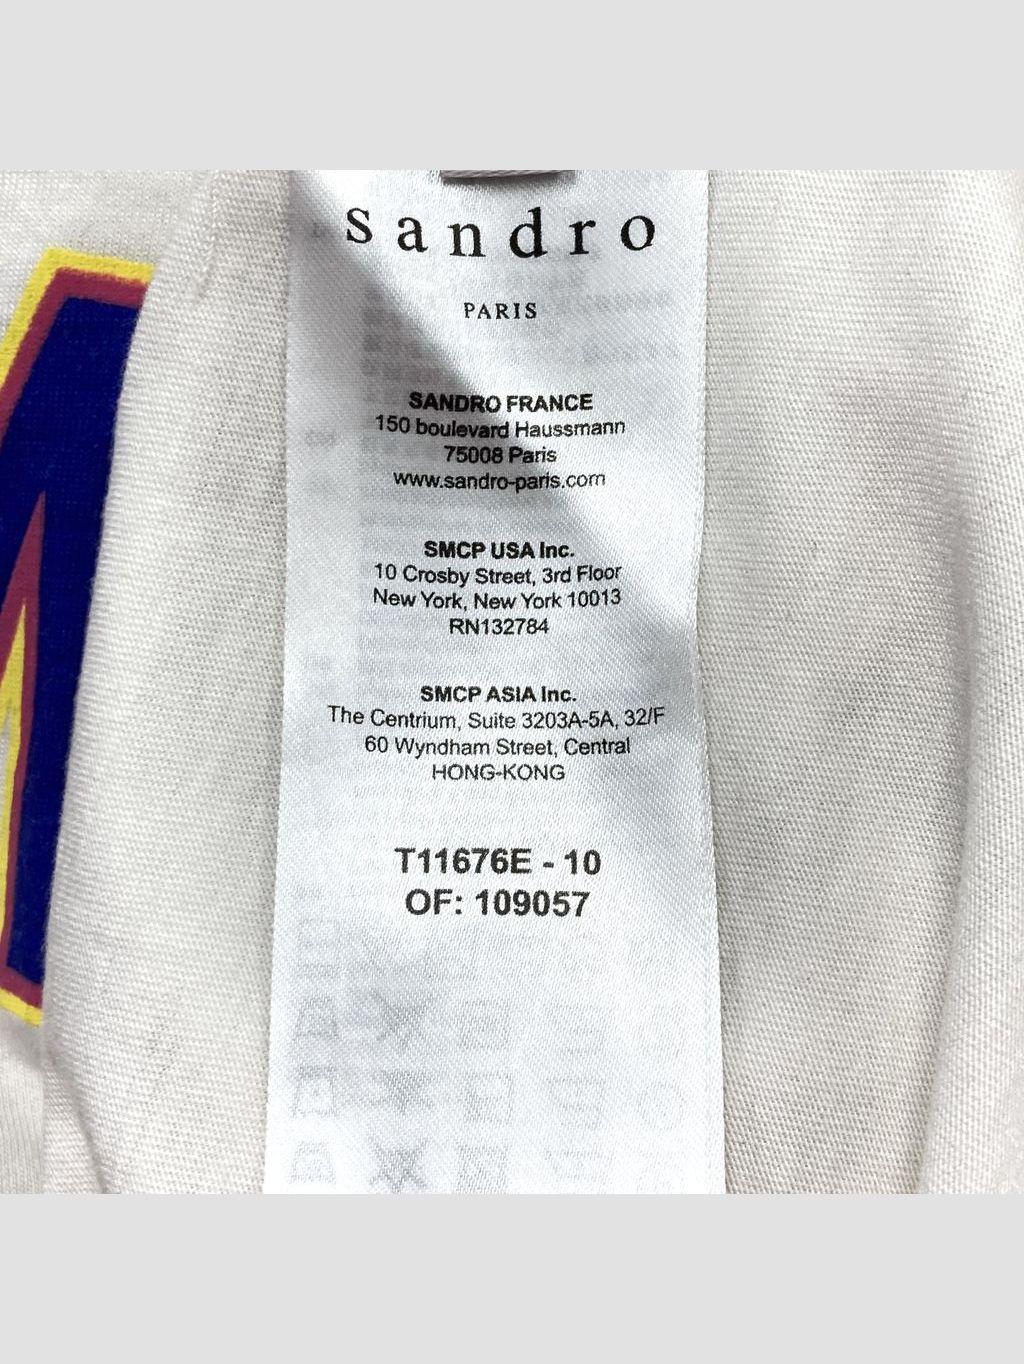 sandro
PARIS
SANDRO FRANCE
150 boulevard Haussmann
75008 Paris
www.sandro-paris.com
SMCP USA Inc.
10 Crosby Street, 3rd Floor
New York, New York 10013
RN132784
SMCP ASIA Inc.
The Centrium, Suite 3203A-5A, 32/F
60 Wyndham Street, Central
HONG-KONG
T11676E - 10
OF: 109057